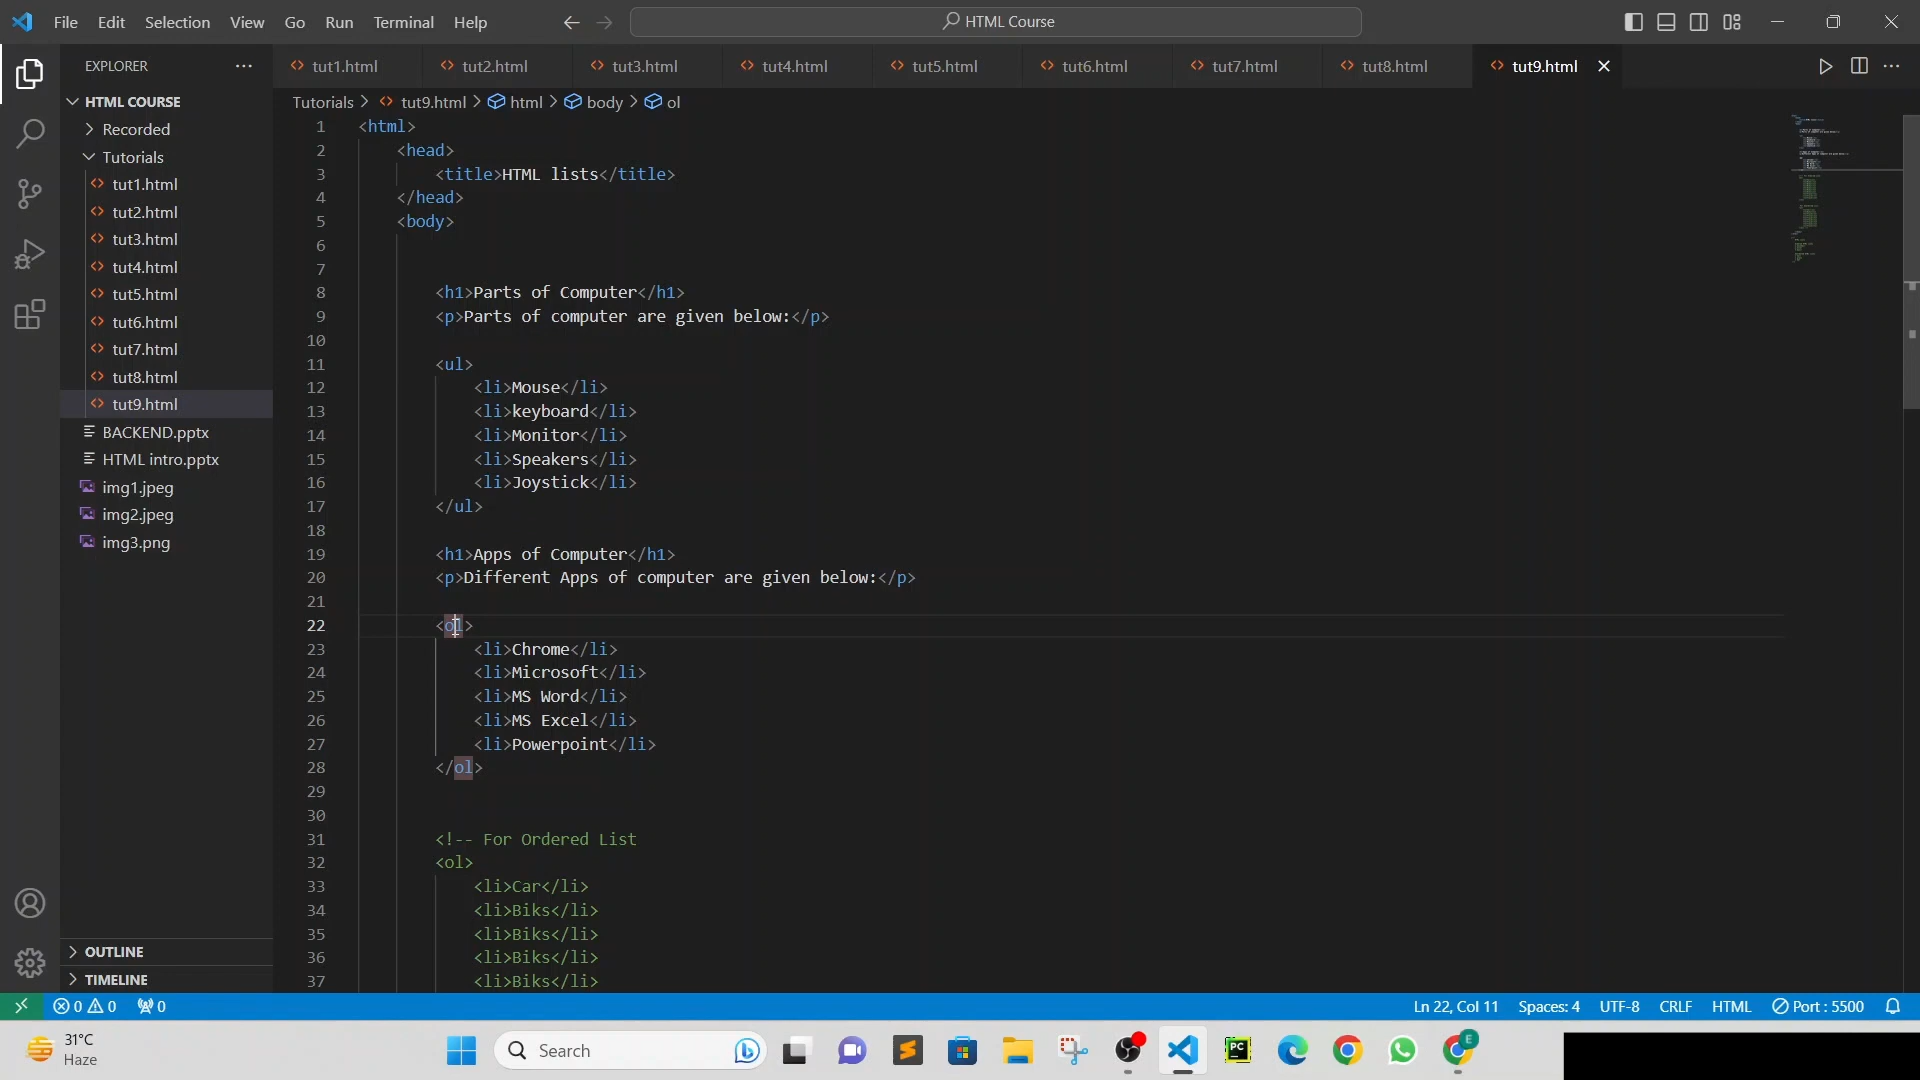 File Edit Selection View Go Run Terminal Help HTML Course
EXPLORER
HTML COURSE
Recorded
Tutorials
tut1.html
tut2.html
tut3.html
tut4.html
tut5.html
tut6.html
tut7.html
tut8.html
tut9.html
BACKEND.pptx
HTML intro.pptx
img1.jpeg
img2.jpeg
img3.png
OUTLINE
TIMELINE
tut1.html tut2.html tut3.html tut4.html tut5.html tut6.html tut7.html tut8.html tut9.html
Tutorials > tut9.html > html > body > ol
1 <html>
2 <head>
3 <title>HTML lists</title>
4 </head>
5 <body>
6
7
8 <h1>Parts of Computer</h1>
9 <p>Parts of computer are given below:</p>
10
11 <ul>
12 <li>Mouse</li>
13 <li>keyboard</li>
14 <li>Monitor</li>
15 <li>Speakers</li>
16 <li>Joystick</li>
17 </ul>
18
19 <h1>Apps of Computer</h1>
20 <p>Different Apps of computer are given below:</p>
21
22 <ol>
23 <li>Chrome</li>
24 <li>Microsoft</li>
25 <li>MS Word</li>
26 <li>MS Excel</li>
27 <li>Powerpoint</li>
28 </ol>
29
30
31 <!-- For Ordered List
32 <ol>
33 <li>Car</li>
34 <li>Biks</li>
35 <li>Biks</li>
36 <li>Biks</li>
37 <li>Biks</li>
0 0 0 Ln 22, Col 11 Spaces: 4 UTF-8 CRLF HTML Port : 5500
31°C
Haze
Search
PC
E